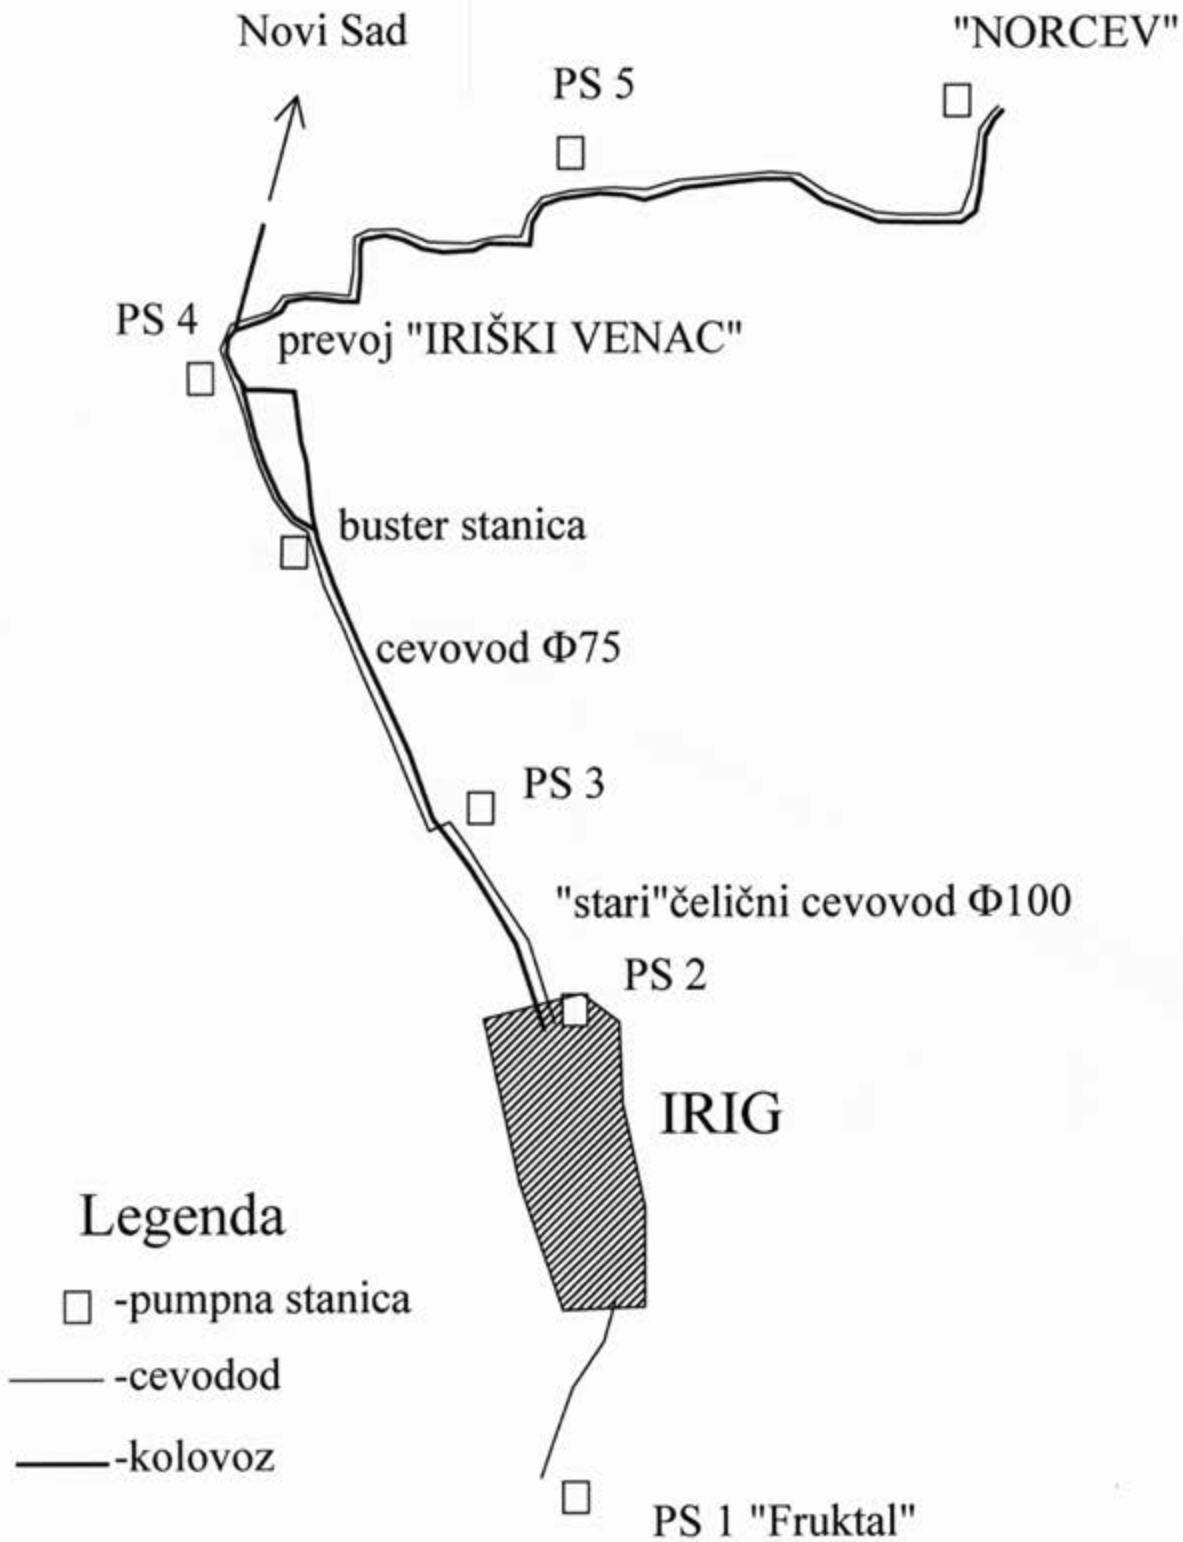 Novi Sad
"NORCEV"
PS 5
PS 4
prevoj "IRIŠKI VENAC"
buster stanica
cevovod Φ75
PS 3
"stari"čelični cevovod Φ100
PS 2
IRIG
Legenda
-pumpna stanica
-cevodod
-kolovoz
PS 1 "Fruktal"